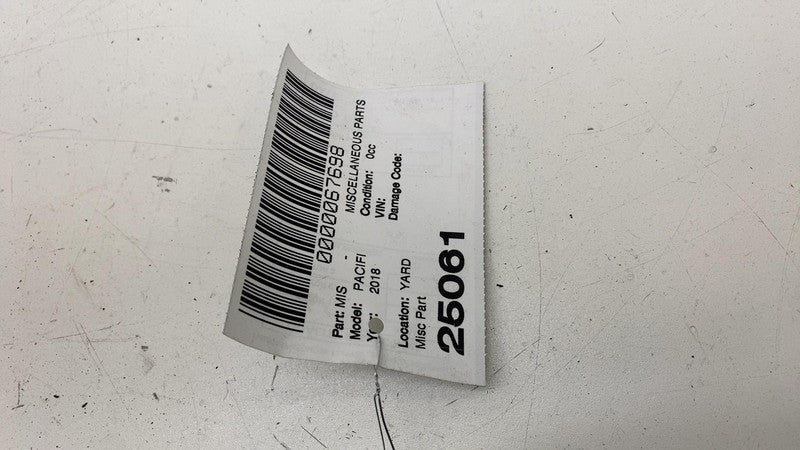 0000067698
Part: MIS - MISCELLANEOUS PARTS
Model: PACIFI Condition: 0cc
2018 VIN:
Damage Code:
Location: YARD
Misc Part
25061